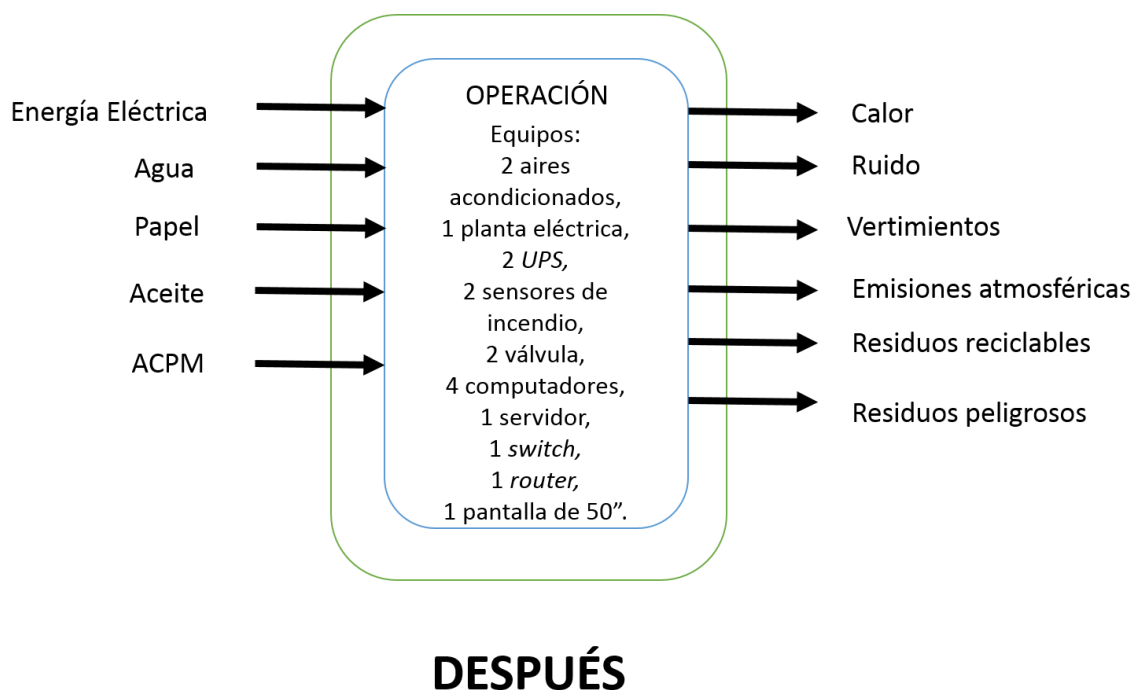 Energía Eléctrica
Agua
Papel
Aceite
ACPM
OPERACIÓN
Equipos:
2 aires
acondicionados,
1 planta eléctrica,
2 UPS,
2 sensores de
incendio,
2 válvula,
4 computadores,
1 servidor,
1 switch,
1 router,
1 pantalla de 50”.
Calor
Ruido
Vertimientos
Emisiones atmosféricas
Residuos reciclables
Residuos peligrosos
DESPUÉS